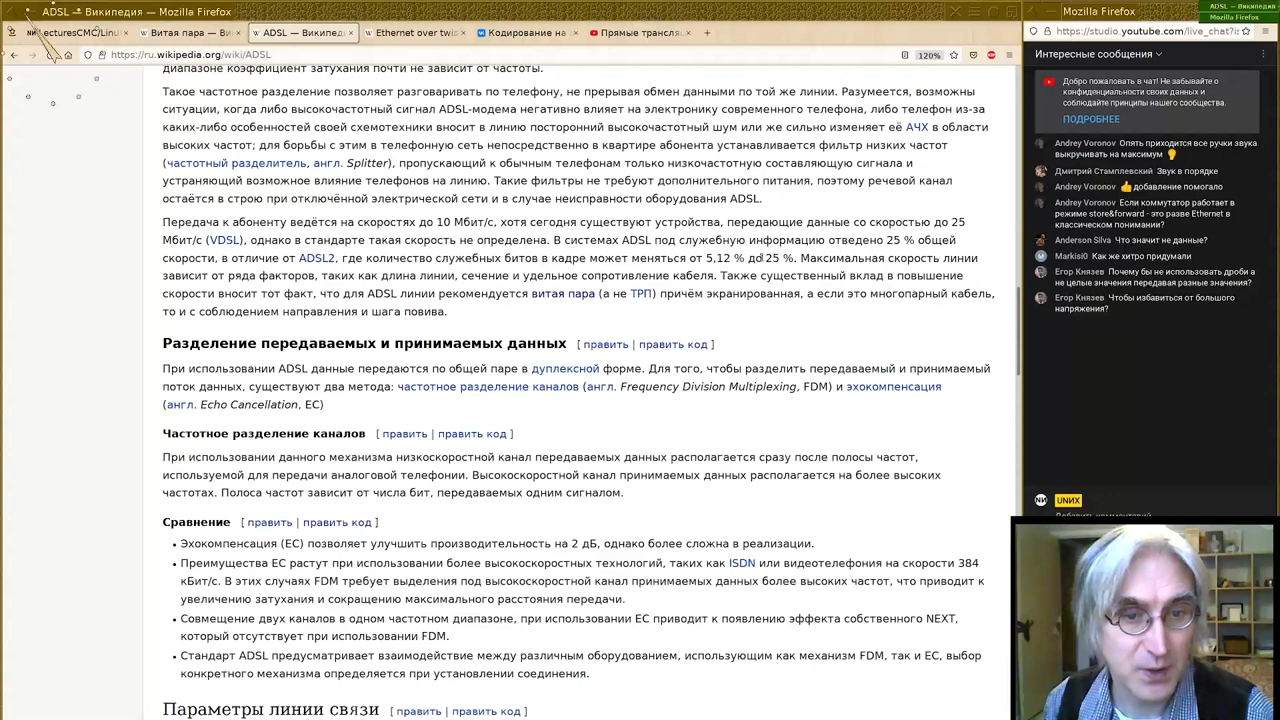 ADSL — Википедия — Mozilla Firefox
LecturesCMC/Linu
Витая пара — Ви
ADSL — Википеді
Ethernet over twis
Кодирование на
Прямые трансля
https://ru.wikipedia.org/wiki/ADSL
120%
диапазоне коэффициент затухания почти не зависит от частоты.
Такое частотное разделение позволяет разговаривать по телефону, не прерывая обмен данными по той же линии. Разумеется, возможны
ситуации, когда либо высокочастотный сигнал ADSL-модема негативно влияет на электронику современного телефона, либо телефон из-за
каких-либо особенностей своей схемотехники вносит в линию посторонний высокочастотный шум или же сильно изменяет её АЧХ в области
высоких частот; для борьбы с этим в телефонную сеть непосредственно в квартире абонента устанавливается фильтр низких частот
(частотный разделитель, англ. Splitter), пропускающий к обычным телефонам только низкочастотную составляющую сигнала и
устраняющий возможное влияние телефонов на линию. Такие фильтры не требуют дополнительного питания, поэтому речевой канал
остаётся в строю при отключённой электрической сети и в случае неисправности оборудования ADSL.
Передача к абоненту ведётся на скоростях до 10 Мбит/с, хотя сегодня существуют устройства, передающие данные со скоростью до 25
Мбит/с (VDSL), однако в стандарте такая скорость не определена. В системах ADSL под служебную информацию отведено 25 % общей
скорости, в отличие от ADSL2, где количество служебных битов в кадре может меняться от 5,12 % до 25 %. Максимальная скорость линии
зависит от ряда факторов, таких как длина линии, сечение и удельное сопротивление кабеля. Также существенный вклад в повышение
скорости вносит тот факт, что для ADSL линии рекомендуется витая пара (а не ТРП) причём экранированная, а если это многопарный кабель,
то и с соблюдением направления и шага повива.
Разделение передаваемых и принимаемых данных [ править | править код ]
При использовании ADSL данные передаются по общей паре в дуплексной форме. Для того, чтобы разделить передаваемый и принимаемый
поток данных, существуют два метода: частотное разделение каналов (англ. Frequency Division Multiplexing, FDM) и эхокомпенсация
(англ. Echo Cancellation, EC)
Частотное разделение каналов [ править | править код ]
При использовании данного механизма низкоскоростной канал передаваемых данных располагается сразу после полосы частот,
используемой для передачи аналоговой телефонии. Высокоскоростной канал принимаемых данных располагается на более высоких
частотах. Полоса частот зависит от числа бит, передаваемых одним сигналом.
Сравнение [ править | править код ]
• Эхокомпенсация (EC) позволяет улучшить производительность на 2 дБ, однако более сложна в реализации.
• Преимущества EC растут при использовании более высокоскоростных технологий, таких как ISDN или видеотелефония на скорости 384
кБит/с. В этих случаях FDM требует выделения под высокоскоростной канал принимаемых данных более высоких частот, что приводит к
увеличению затухания и сокращению максимального расстояния передачи.
• Совмещение двух каналов в одном частотном диапазоне, при использовании EC приводит к появлению эффекта собственного NEXT,
который отсутствует при использовании FDM.
• Стандарт ADSL предусматривает взаимодействие между различным оборудованием, использующим как механизм FDM, так и EC, выбор
конкретного механизма определяется при установлении соединения.
Параметры линии связи [ править | править код ]
Mozilla Firefox
ADSL — Википедия -
Mozilla Firefox
https://studio.youtube.com/live_chat?is
Интересные сообщения
Добро пожаловать в чат! Не забывайте о
конфиденциальности своих данных и
соблюдайте принципы нашего сообщества.
ПОДРОБНЕЕ
Andrey Voronov Опять приходится все ручки звука
выкручивать на максимум
Дмитрий Стамплевский Звук в порядке
Andrey Voronov 👍добавление помогало
Andrey Voronov Если коммутатор работает в
режиме store&forward - это разве Ethernet в
классическом понимании?
Anderson Silva Что значит не данные?
Markisi0 Как же хитро придумали
Егор Князев Почему бы не использовать дроби а
не целые значения передавая разные значения?
Егор Князев Чтобы избавиться от большого
напряжения?
UNИX